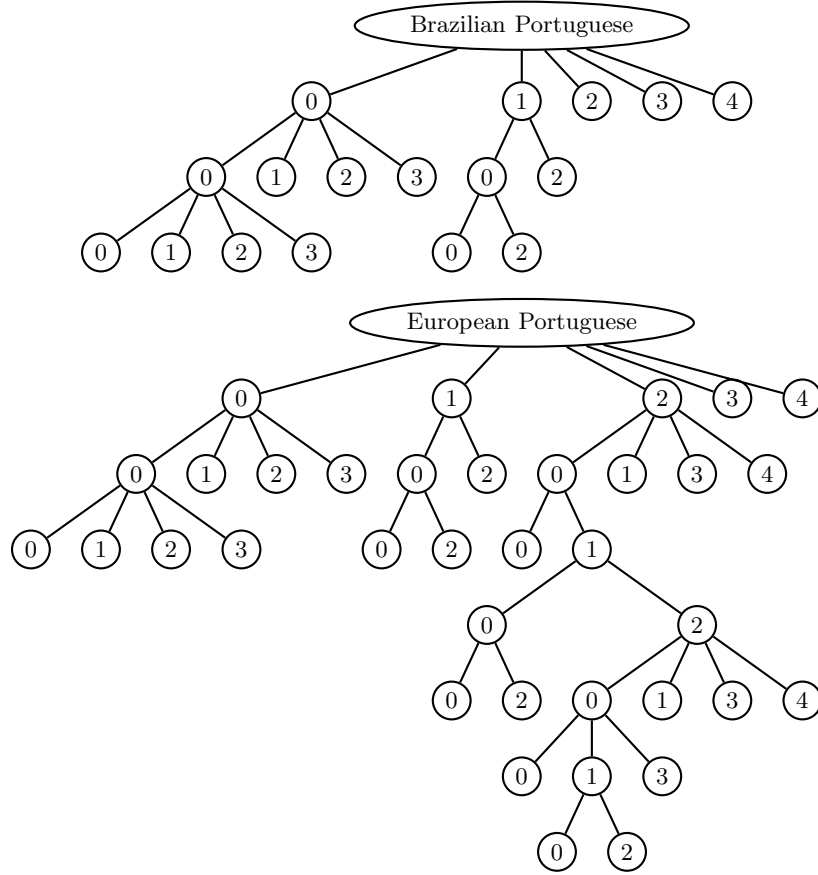 Brazilian Portuguese
0 1 2 3 4
0 1 2 3 0 2
0 1 2 3 0 2
European Portuguese
0 1 2 3 4
0 1 2 3 0 2 0 1 3 4
0 1 2 3 0 2 0 1
0 2
0 2 0 1 3 4
0 1 3
0 2